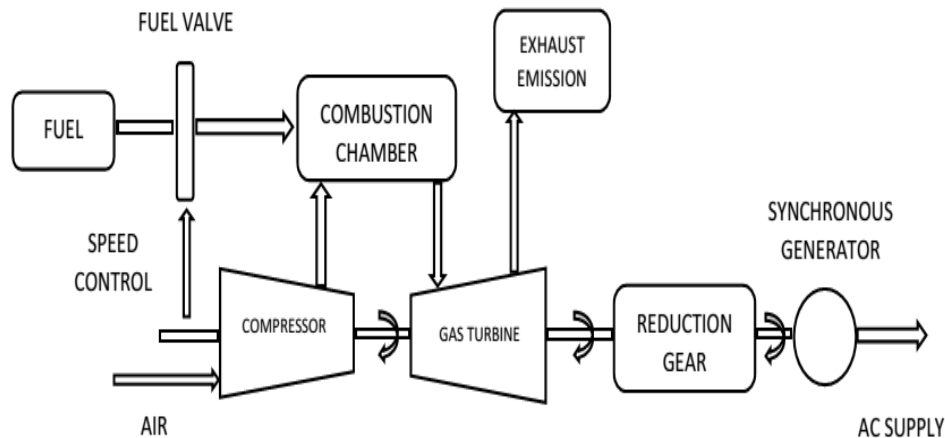 FUEL VALVE
EXHAUST
EMISSION
FUEL
COMBUSTION
CHAMBER
SPEED
CONTROL
SYNCHRONOUS
GENERATOR
COMPRESSOR
GAS TURBINE
REDUCTION
GEAR
AIR
AC SUPPLY